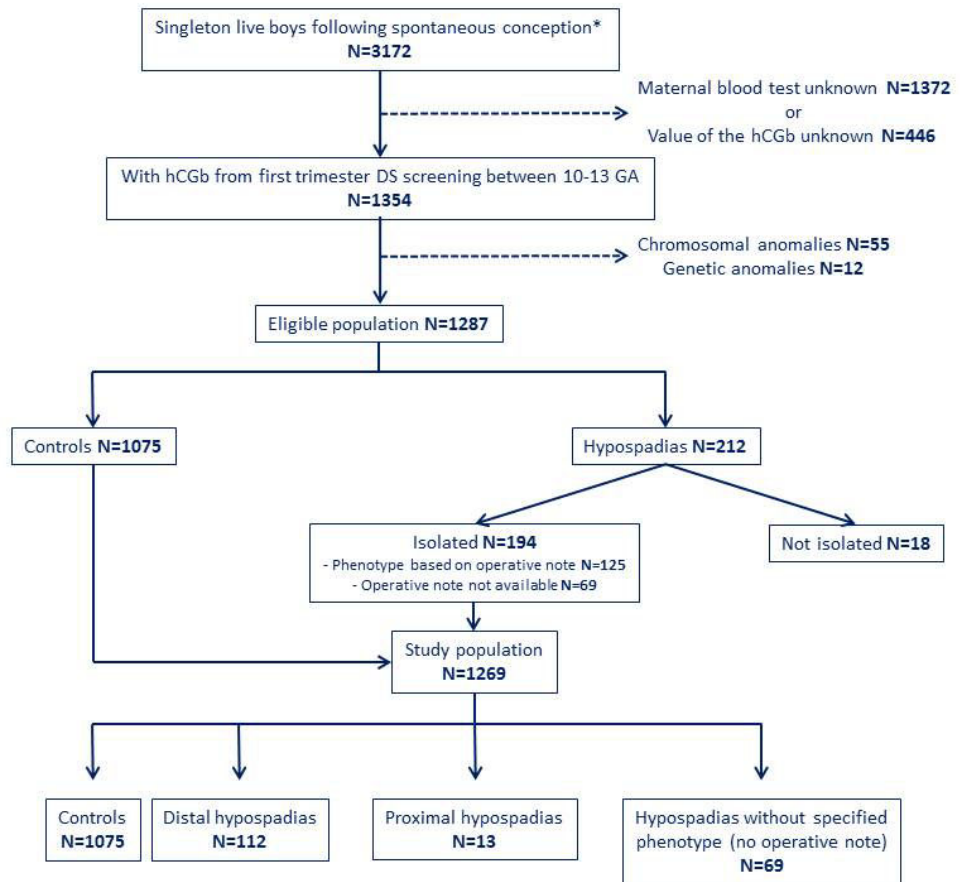 Singleton live boys following spontaneous conception*
N=3172
Maternal blood test unknown N=1372
or
Value of the hCGb unknown N=446
With hCGb from first trimester DS screening between 10-13 GA
N=1354
Chromosomal anomalies N=55
Genetic anomalies N=12
Eligible population N=1287
Controls N=1075
Hypospadias N=212
Isolated N=194
- Phenotype based on operative note N=125
- Operative note not available N=69
Not isolated N=18
Study population
N=1269
Controls
N=1075
Distal hypospadias
N=112
Proximal hypospadias
N=13
Hypospadias without specified
phenotype (no operative note)
N=69